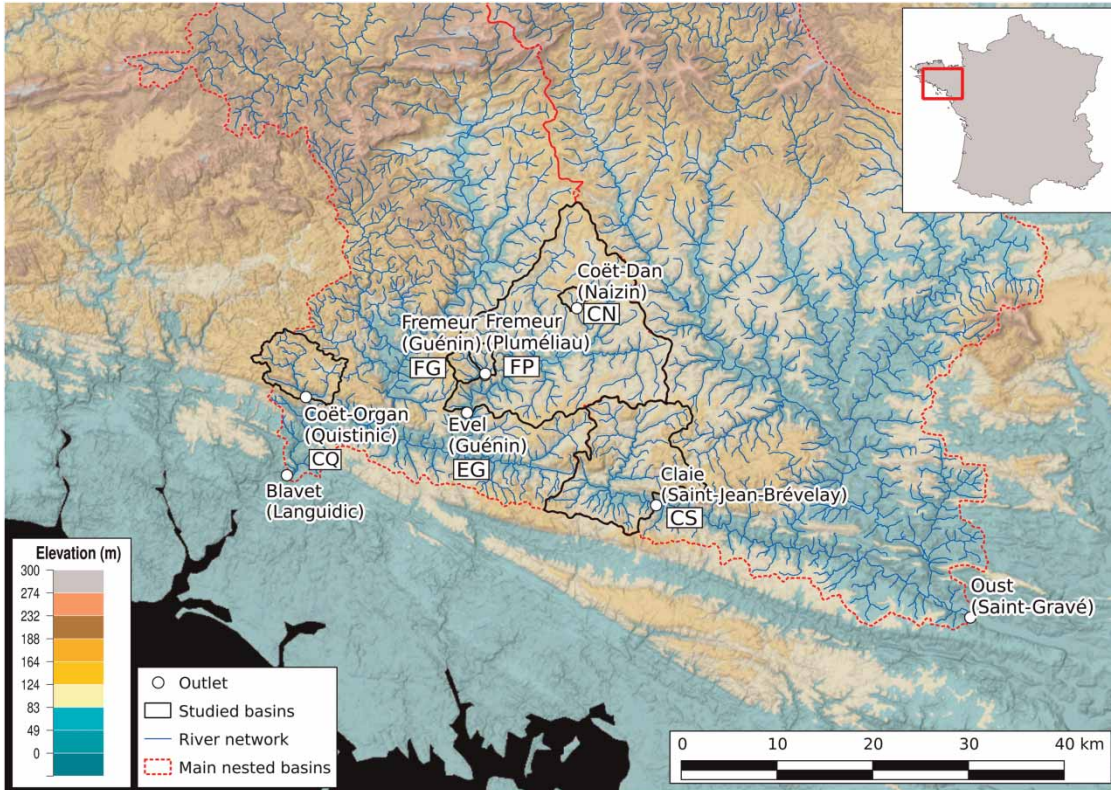 Coët-Dan
(Naizin)
CN
Fremeur
(Guénin)
FG
Fremeur
(Pluméliau)
FP
Coët-Organ
(Quistinic)
CQ
Evel
(Guénin)
EG
Blavet
(Languidic)
Claie
(Saint-Jean-Brévelay)
CS
Oust
(Saint-Gravé)
Elevation (m)
300
274
232
188
164
124
83
49
0
Outlet
Studied basins
River network
Main nested basins
0 10 20 30 40 km